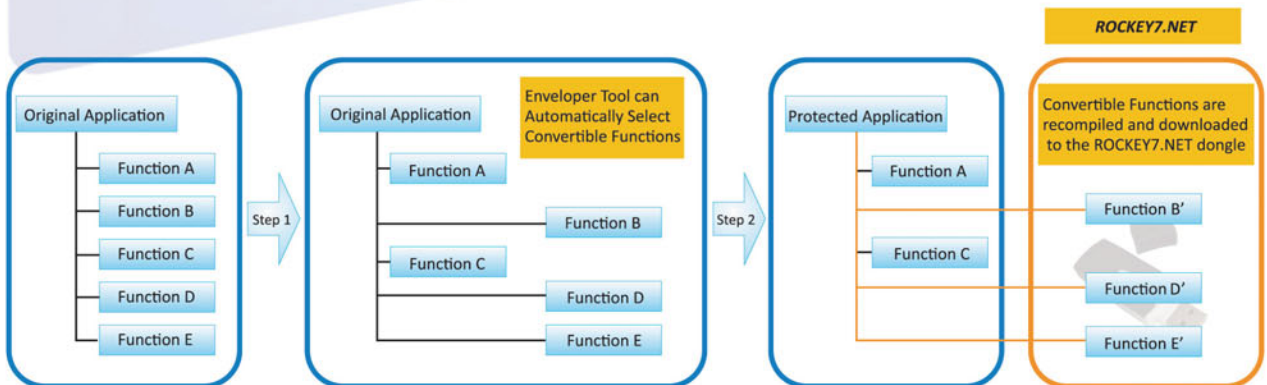 ROCKEY7.NET
Original Application
Function A
Function B
Function C
Function D
Function E
Step 1
Original Application
Enveloper Tool can
Automatically Select
Convertible Functions
Function A
Function B
Function C
Function D
Function E
Step 2
Protected Application
Function A
Function C
Convertible Functions are
recompiled and downloaded
to the ROCKEY7.NET dongle
Function B’
Function D’
Function E’